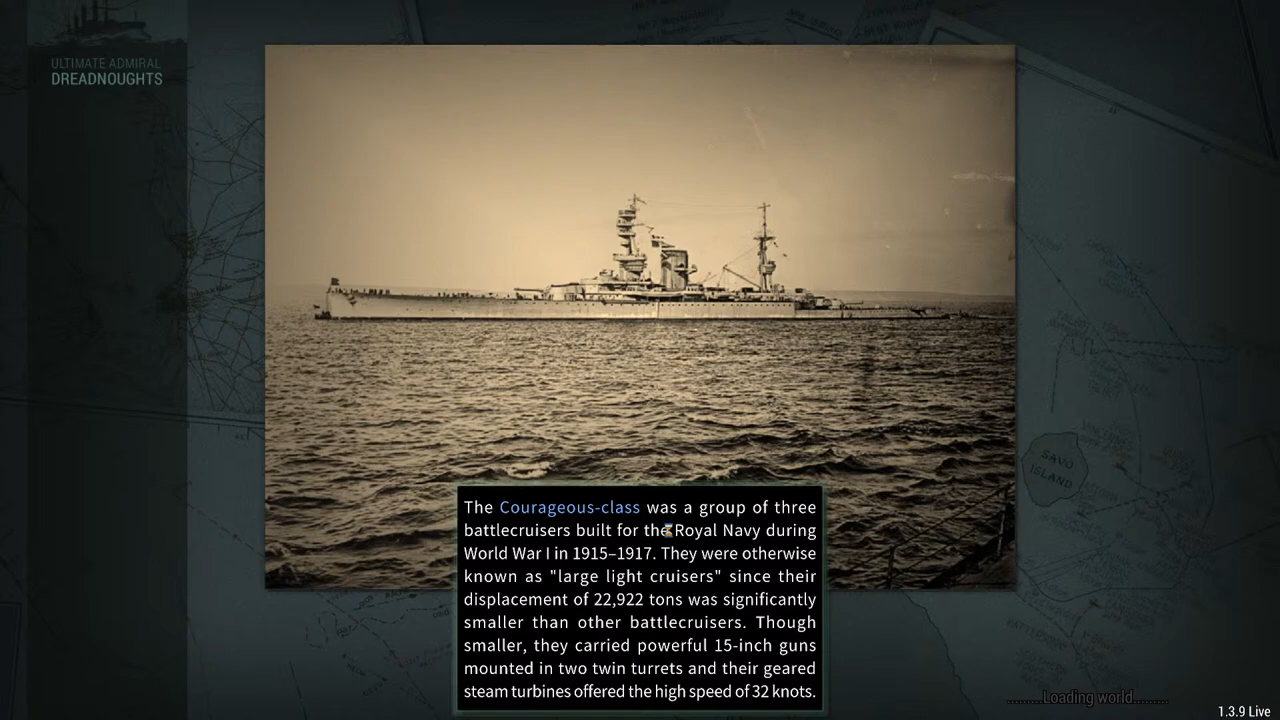 ULTIMATE ADMIRAL
DREADNOUGHTS
The Courageous-class was a group of three
battlecruisers built for the Royal Navy during
World War I in 1915–1917. They were otherwise
known as "large light cruisers" since their
displacement of 22,922 tons was significantly
smaller than other battlecruisers. Though
smaller, they carried powerful 15-inch guns
mounted in two twin turrets and their geared
steam turbines offered the high speed of 32 knots.
SAVO
ISLAND
.........Loading world.........
1.3.9 Live